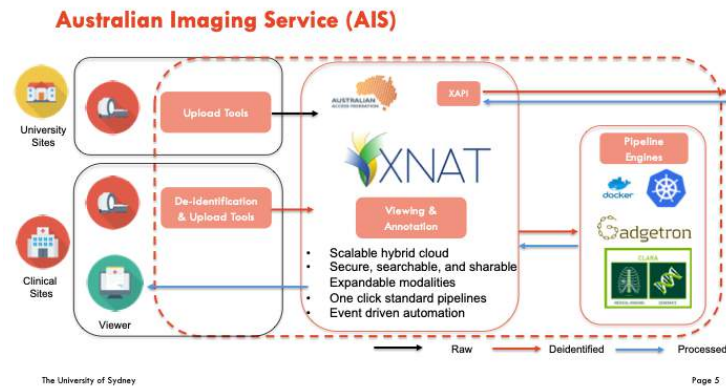 Australian Imaging Service (AIS)
University
Sites
Upload Tools
AUSTRALIAN
ACCESS FEDERATION
XAPI
XNAT
Clinical
Sites
De-Identification
& Upload Tools
Viewer
Viewing &
Annotation
• Scalable hybrid cloud
• Secure, searchable, and sharable
Expandable modalities
• One click standard pipelines
• Event driven automation
Pipeline
Engines
docker
Gadgetron
CLARA
Raw
Deidentified
Processed
The University of Sydney
Page 5